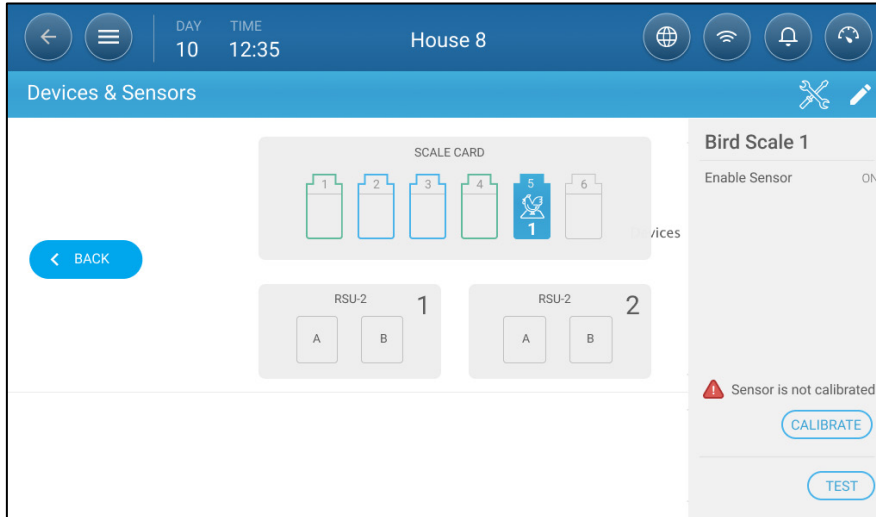 DAY TIME
10 12:35 House 8
Devices & Sensors
SCALE CARD
1 2 3 4 5 6
1
BACK
RSU-2 1 RSU-2 2
A B A B
Bird Scale 1
Enable Sensor ON
Sensor is not calibrated
CALIBRATE
TEST